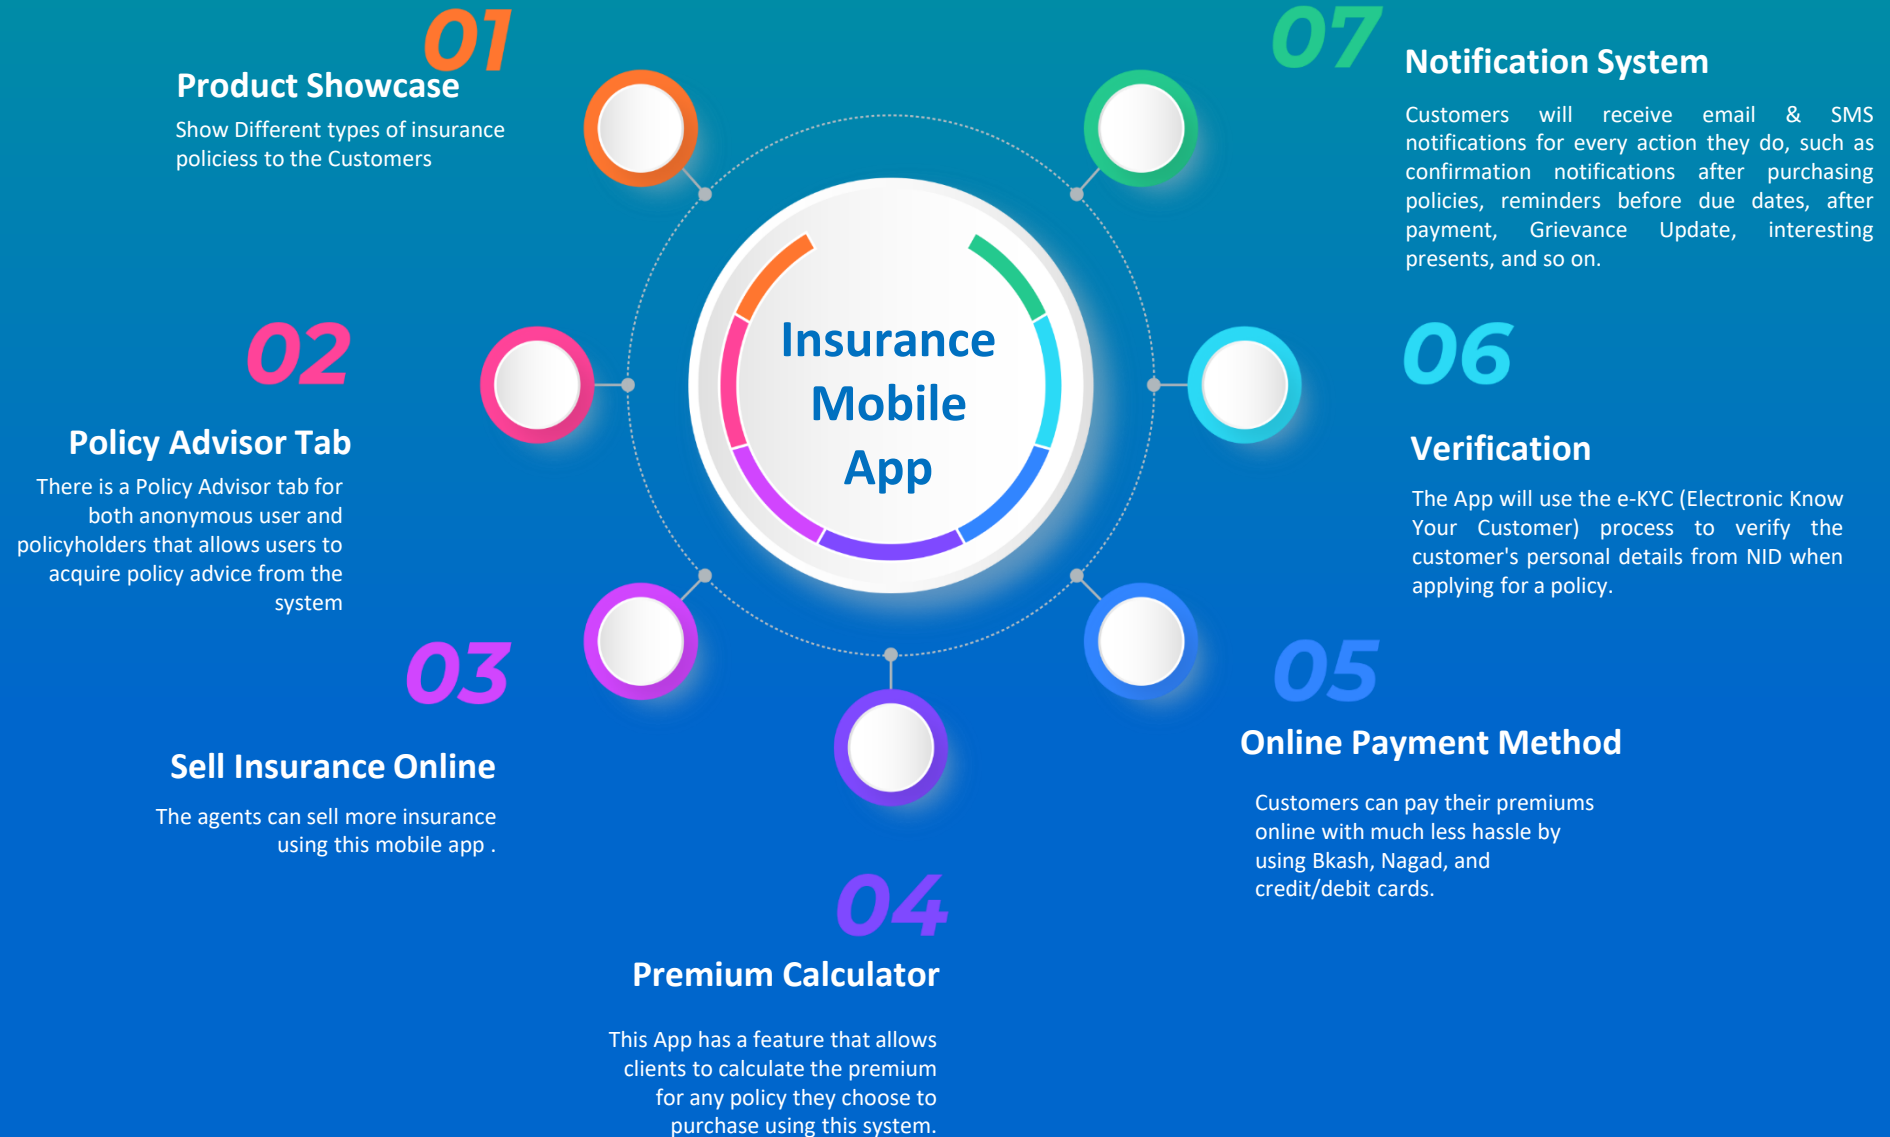 01
Product Showcase
Show Different types of insurance
policiess to the Customers
02
Policy Advisor Tab
There is a Policy Advisor tab for
both anonymous user and
policyholders that allows users to
acquire policy advice from the
system
03
Sell Insurance Online
The agents can sell more insurance
using this mobile app .
04
Premium Calculator
This App has a feature that allows
clients to calculate the premium
for any policy they choose to
purchase using this system.
Insurance
Mobile
App
05
Online Payment Method
Customers can pay their premiums
online with much less hassle by
using Bkash, Nagad, and
credit/debit cards.
06
Verification
The App will use the e-KYC (Electronic Know
Your Customer) process to verify the
customer's personal details from NID when
applying for a policy.
07
Notification System
Customers will receive email & SMS
notifications for every action they do, such as
confirmation notifications after purchasing
policies, reminders before due dates, after
payment, Grievance Update, interesting
presents, and so on.